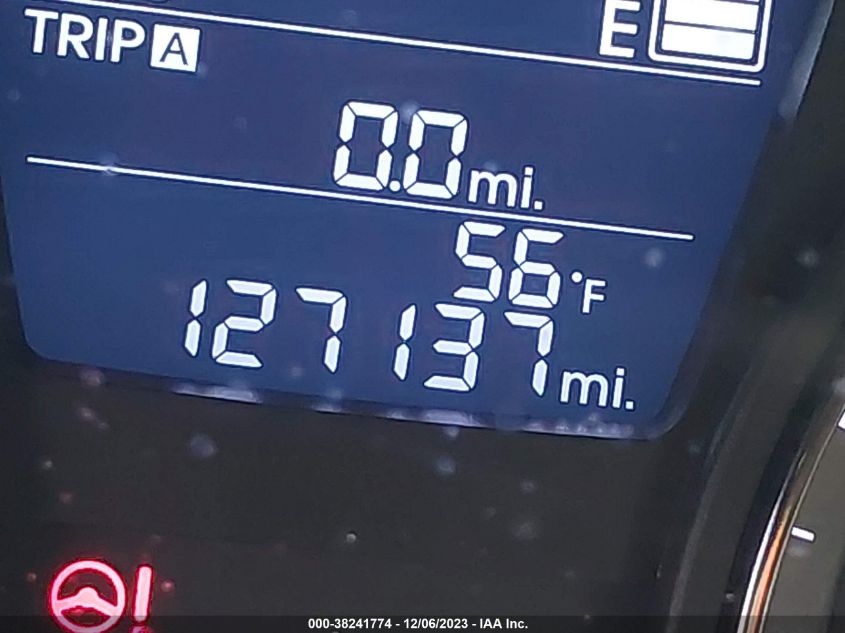 E
TRIP A
0.0 mi.
56 °F
127137 mi.
000-38241774 - 12/06/2023 - IAA Inc.